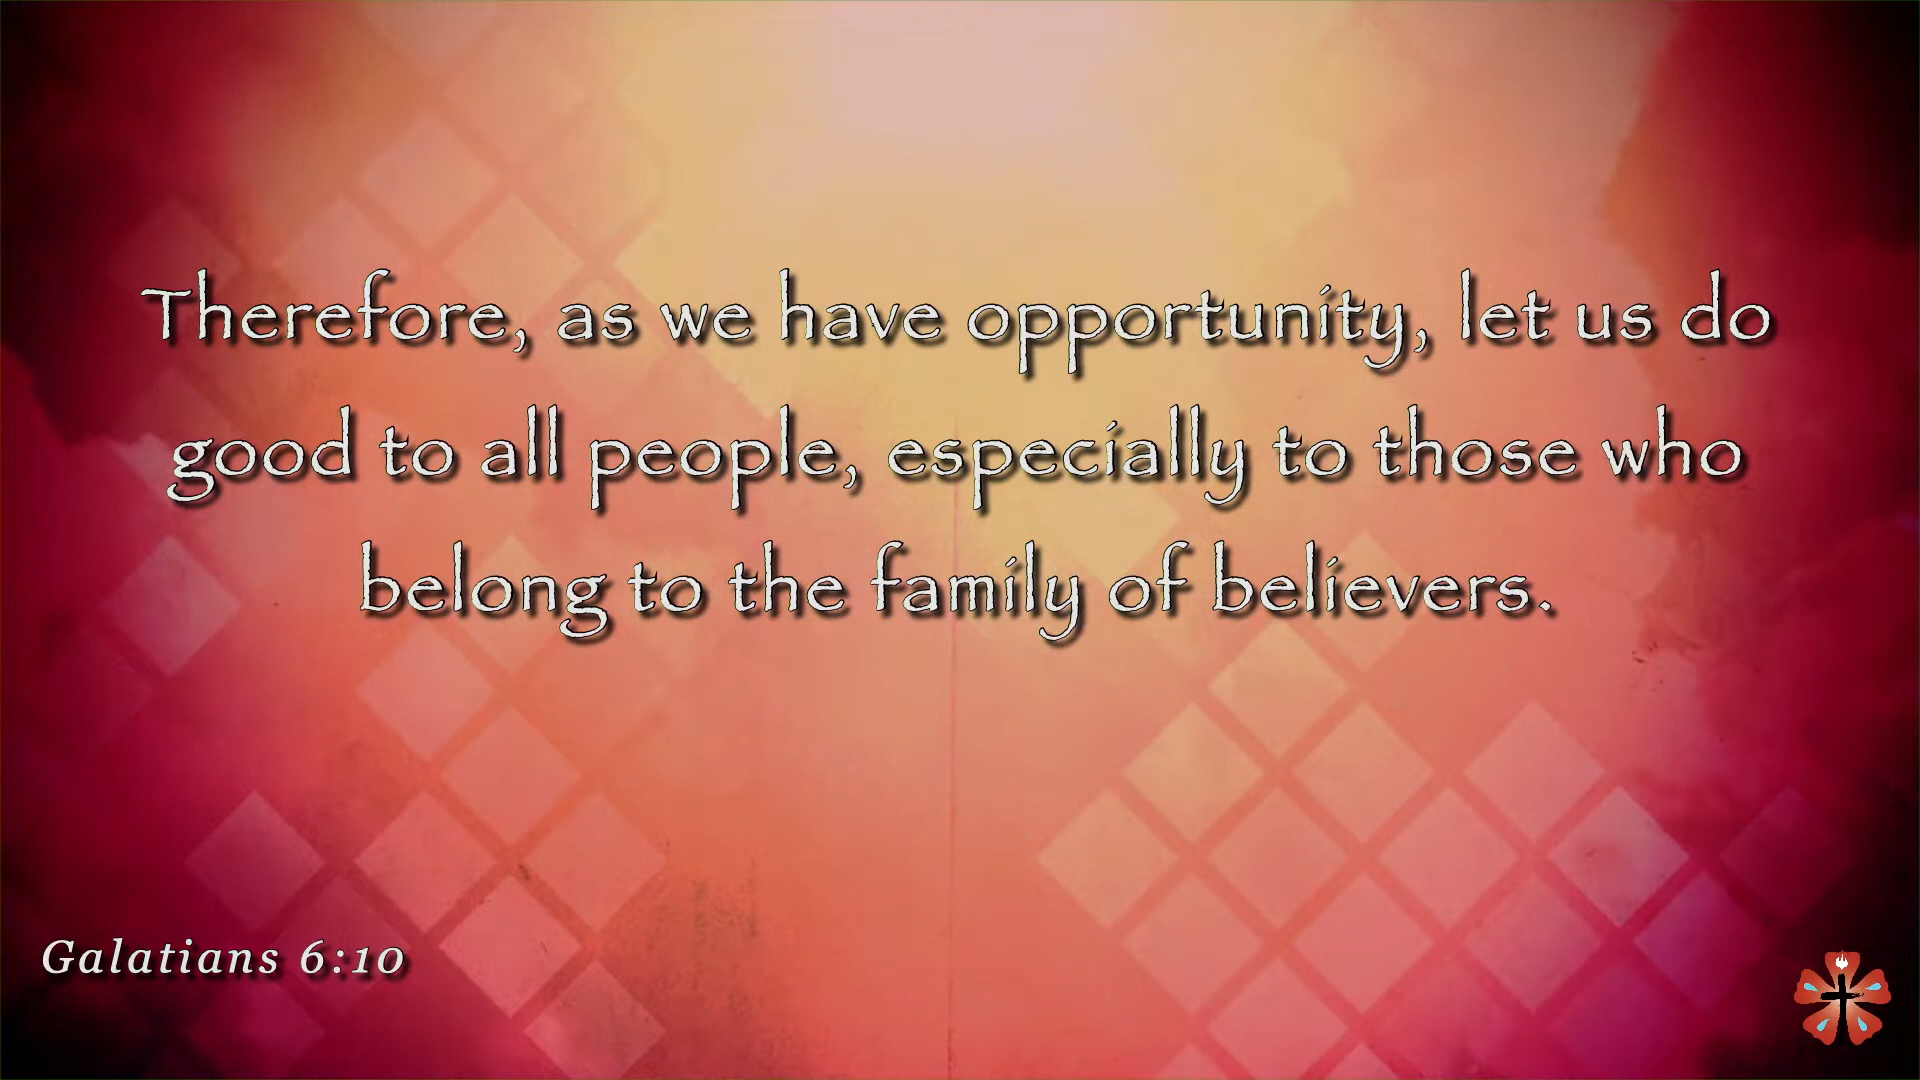 Therefore, as we have opportunity, let us do
good to all people, especially to those who
belong to the family of believers.
Galatians 6:10